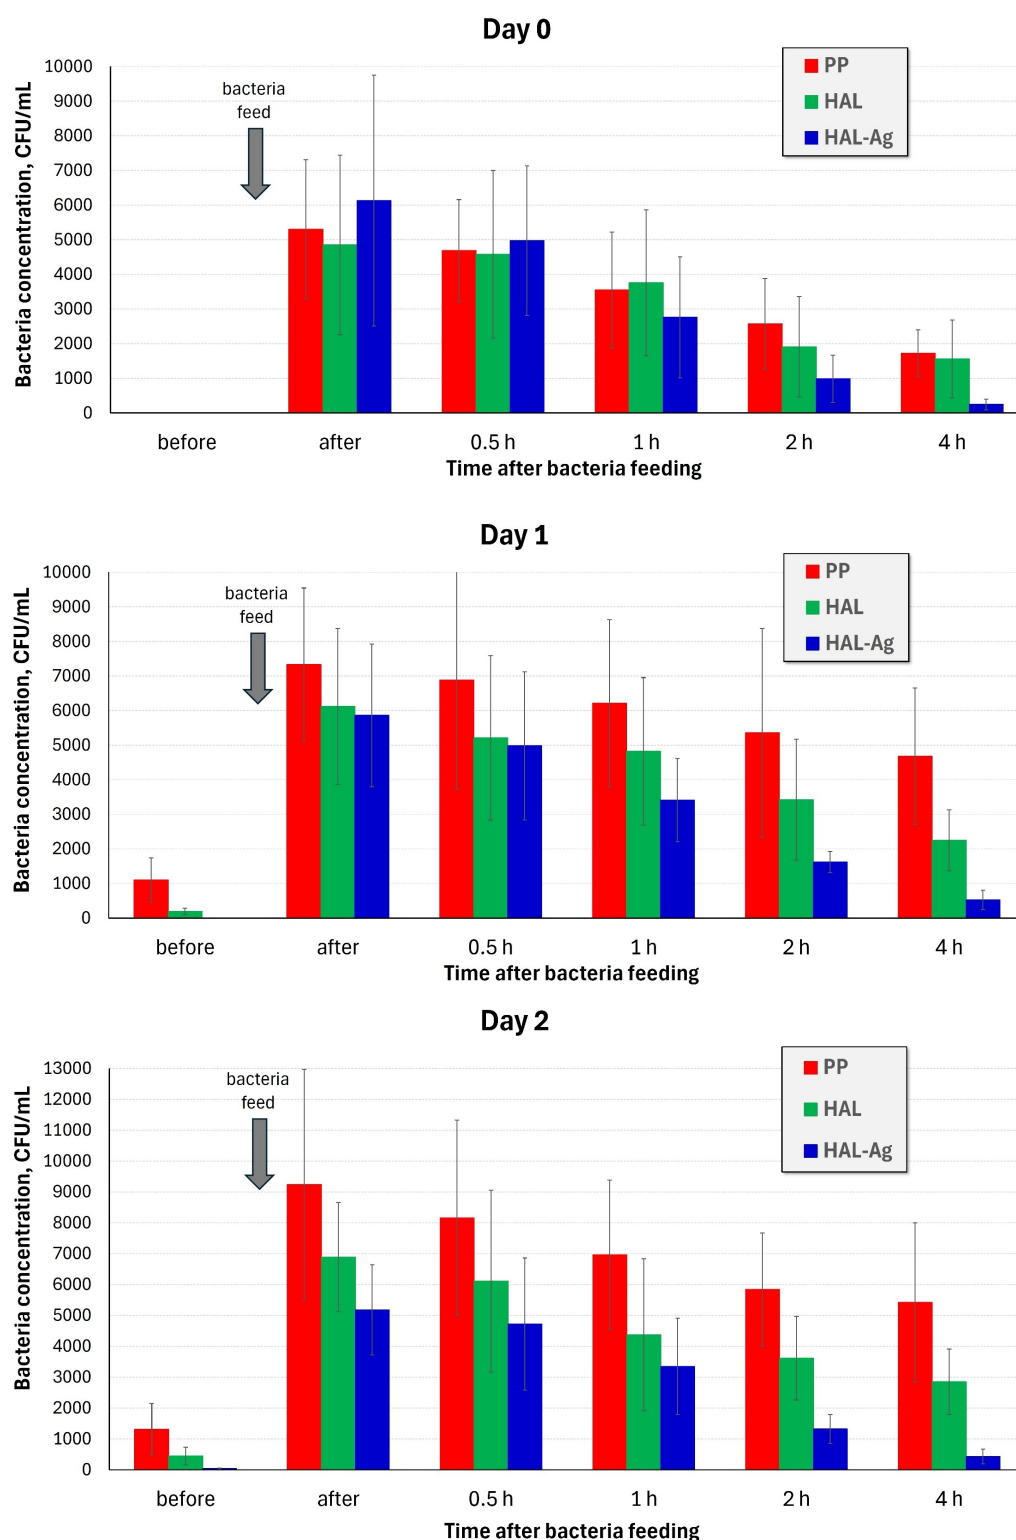 Day 0
10000
9000
8000
7000
6000
5000
4000
3000
2000
1000
0
Bacteria concentration, CFU/mL
bacteria
feed
PP
HAL
HAL-Ag
before after 0.5 h 1 h 2 h 4 h
Time after bacteria feeding
Day 1
10000
9000
8000
7000
6000
5000
4000
3000
2000
1000
0
Bacteria concentration, CFU/mL
bacteria
feed
PP
HAL
HAL-Ag
before after 0.5 h 1 h 2 h 4 h
Time after bacteria feeding
Day 2
13000
12000
11000
10000
9000
8000
7000
6000
5000
4000
3000
2000
1000
0
Bacteria concentration, CFU/mL
bacteria
feed
PP
HAL
HAL-Ag
before after 0.5 h 1 h 2 h 4 h
Time after bacteria feeding